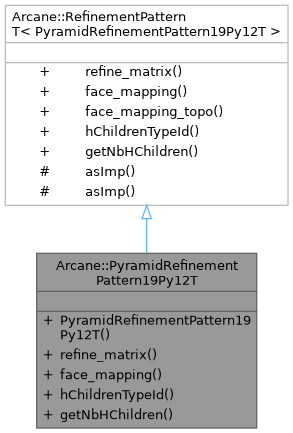 Arcane::RefinementPattern
T< PyramidRefinementPattern19Py12T >
+ refine_matrix()
+ face_mapping()
+ face_mapping_topo()
+ hChildrenTypeId()
+ getNbHChildren()
# asImp()
# asImp()
Arcane::PyramidRefinement
Pattern19Py12T
+ PyramidRefinementPattern19
Py12T()
+ refine_matrix()
+ face_mapping()
+ hChildrenTypeId()
+ getNbHChildren()